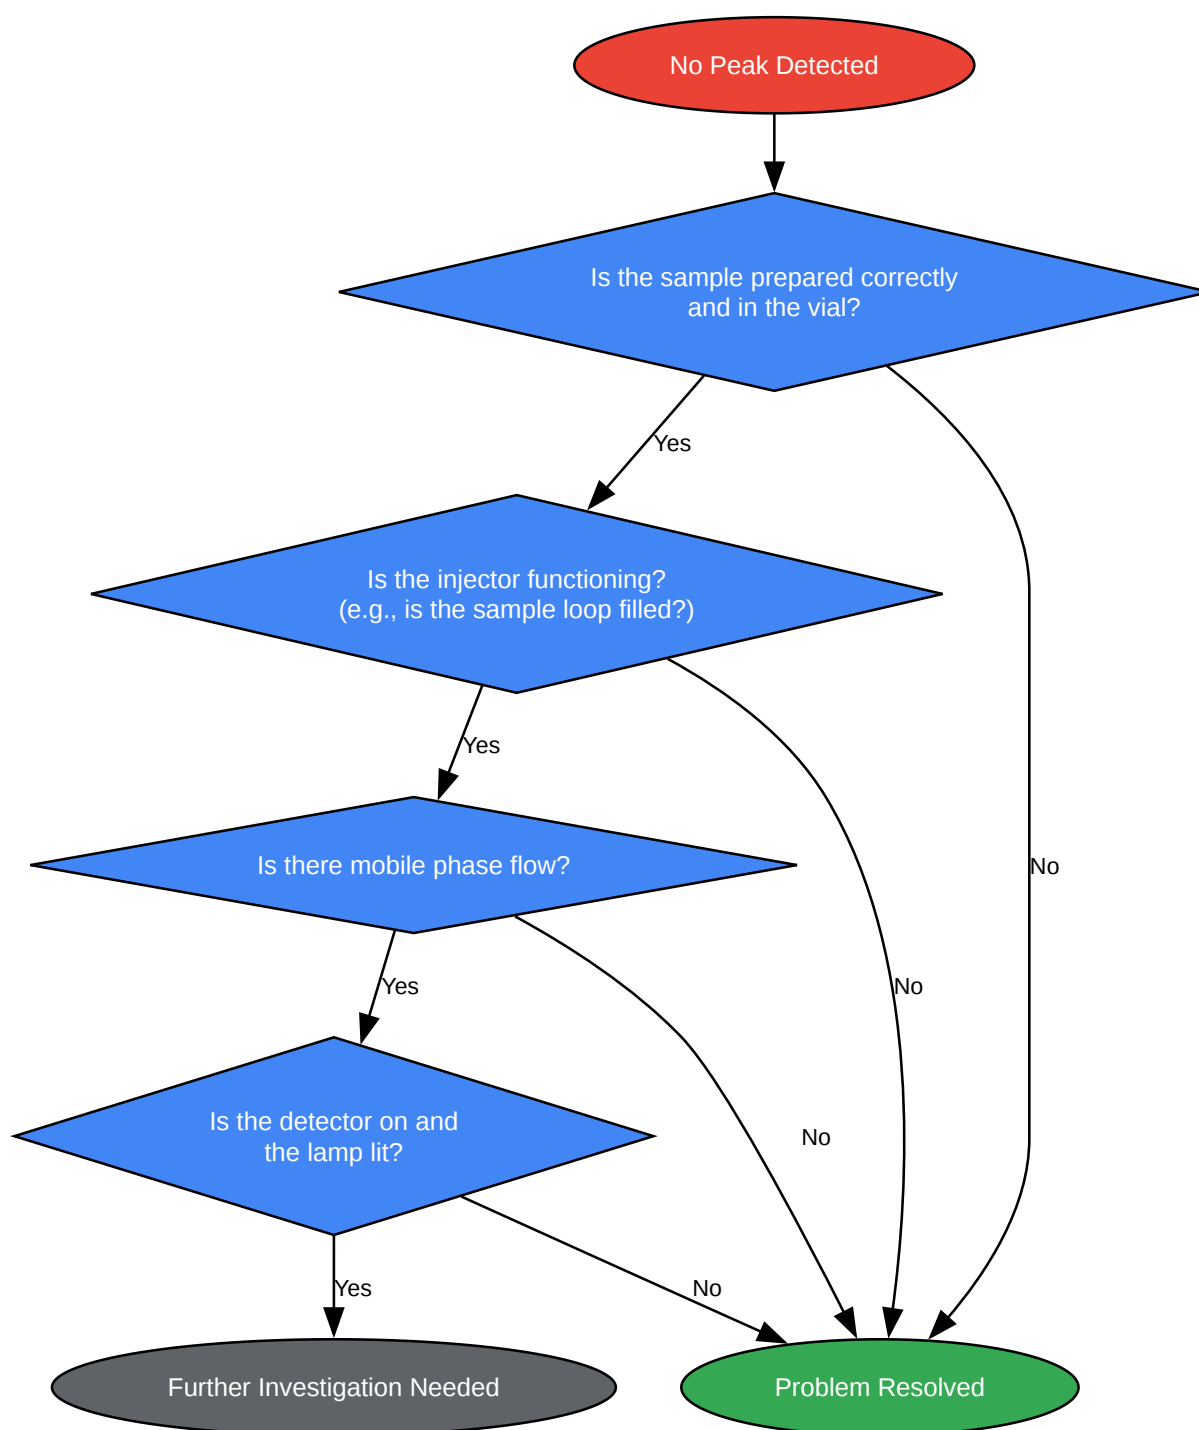 No Peak Detected
Is the sample prepared correctly
and in the vial?
Yes
Is the injector functioning?
(e.g., is the sample loop filled?)
Yes
Is there mobile phase flow?
No
Yes
No
Is the detector on and
the lamp lit?
No
Yes
No
Further Investigation Needed
Problem Resolved